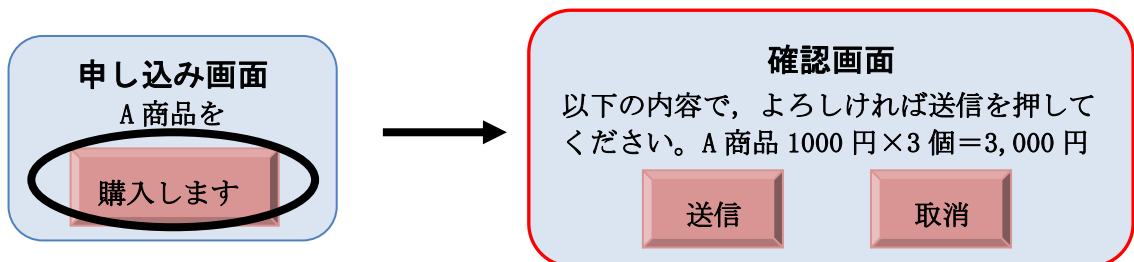 申し込み画面
A商品を
購入します
確認画面
以下の内容で，よろしければ送信を押して
ください。A商品 1000 円×3 個＝3,000 円
送信
取消